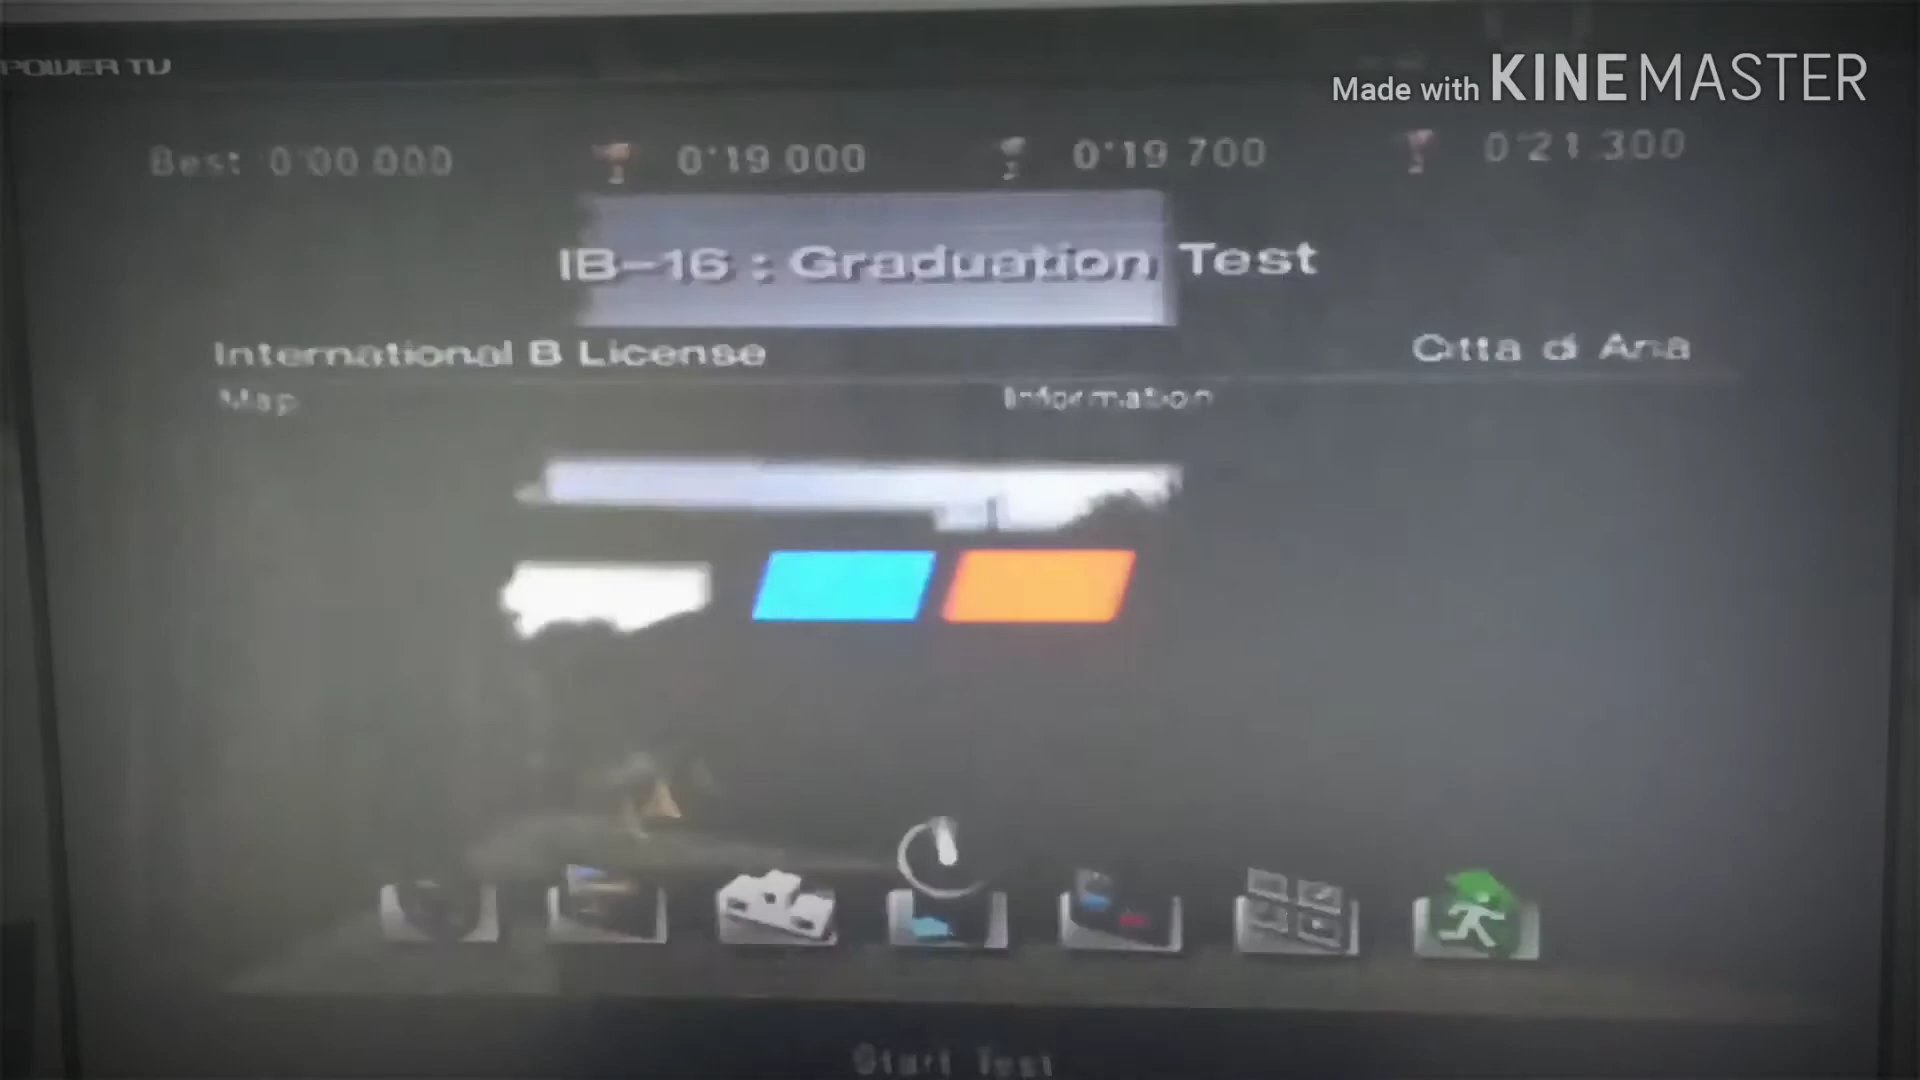 POWER TV
Made with KINEMASTER
Best 0'00.000 0'19.000 0'19.700 0'21.300
IB-16 : Graduation Test
International B License
Citta di Aria
Map
Information
Start Test